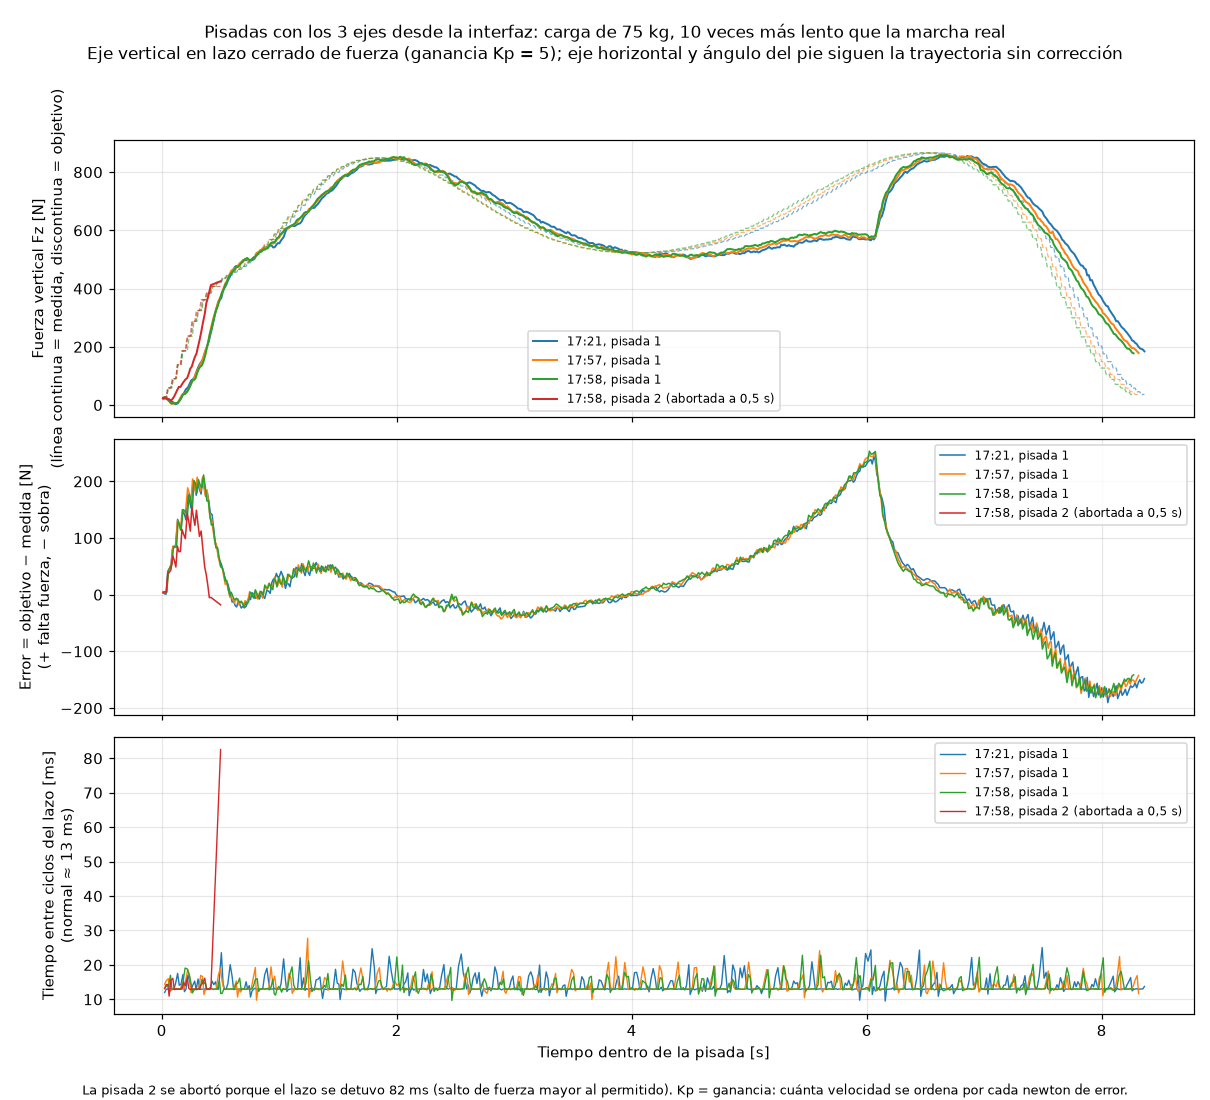 Pisadas con los 3 ejes desde la interfaz: carga de 75 kg, 10 veces más lento que la marcha real
Eje vertical en lazo cerrado de fuerza (ganancia Kp = 5); eje horizontal y ángulo del pie siguen la trayectoria sin corrección
Fuerza vertical Fz [N]
(línea continua = medida, discontinua = objetivo)
800
600
400
200
0
17:21, pisada 1
17:57, pisada 1
17:58, pisada 1
17:58, pisada 2 (abortada a 0,5 s)
Error = objetivo − medida [N]
(+ falta fuerza, − sobra)
200
100
0
−100
−200
17:21, pisada 1
17:57, pisada 1
17:58, pisada 1
17:58, pisada 2 (abortada a 0,5 s)
Tiempo entre ciclos del lazo [ms]
(normal ≈ 13 ms)
80
70
60
50
40
30
20
10
17:21, pisada 1
17:57, pisada 1
17:58, pisada 1
17:58, pisada 2 (abortada a 0,5 s)
0 2 4 6 8
Tiempo dentro de la pisada [s]
La pisada 2 se abortó porque el lazo se detuvo 82 ms (salto de fuerza mayor al permitido). Kp = ganancia: cuánta velocidad se ordena por cada newton de error.